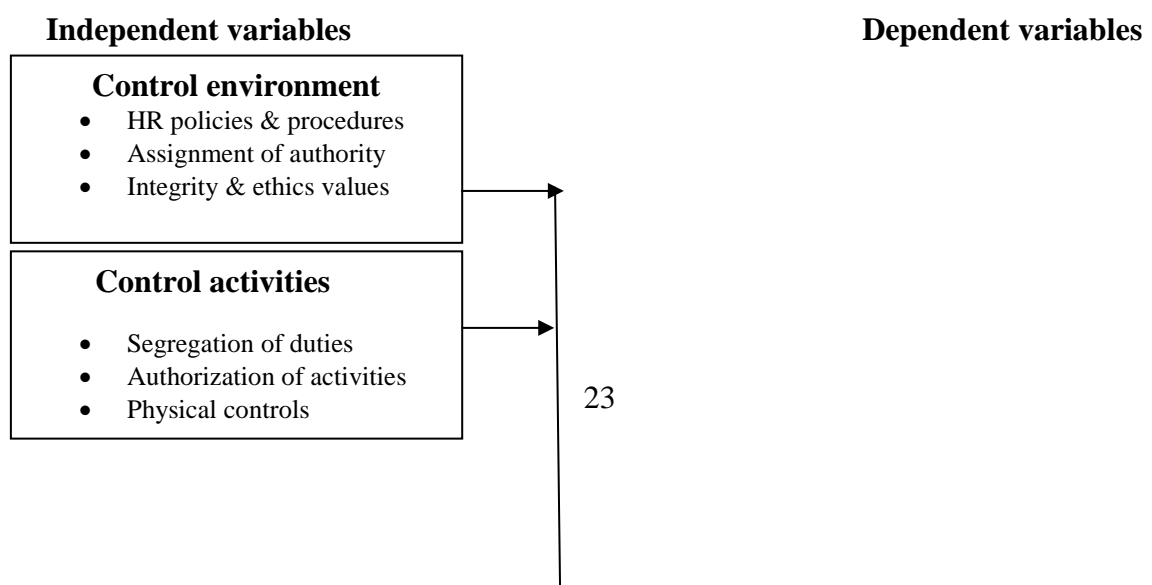 Independent variables
Dependent variables
Control environment
• HR policies & procedures
• Assignment of authority
• Integrity & ethics values
Control activities
• Segregation of duties
• Authorization of activities
• Physical controls
23